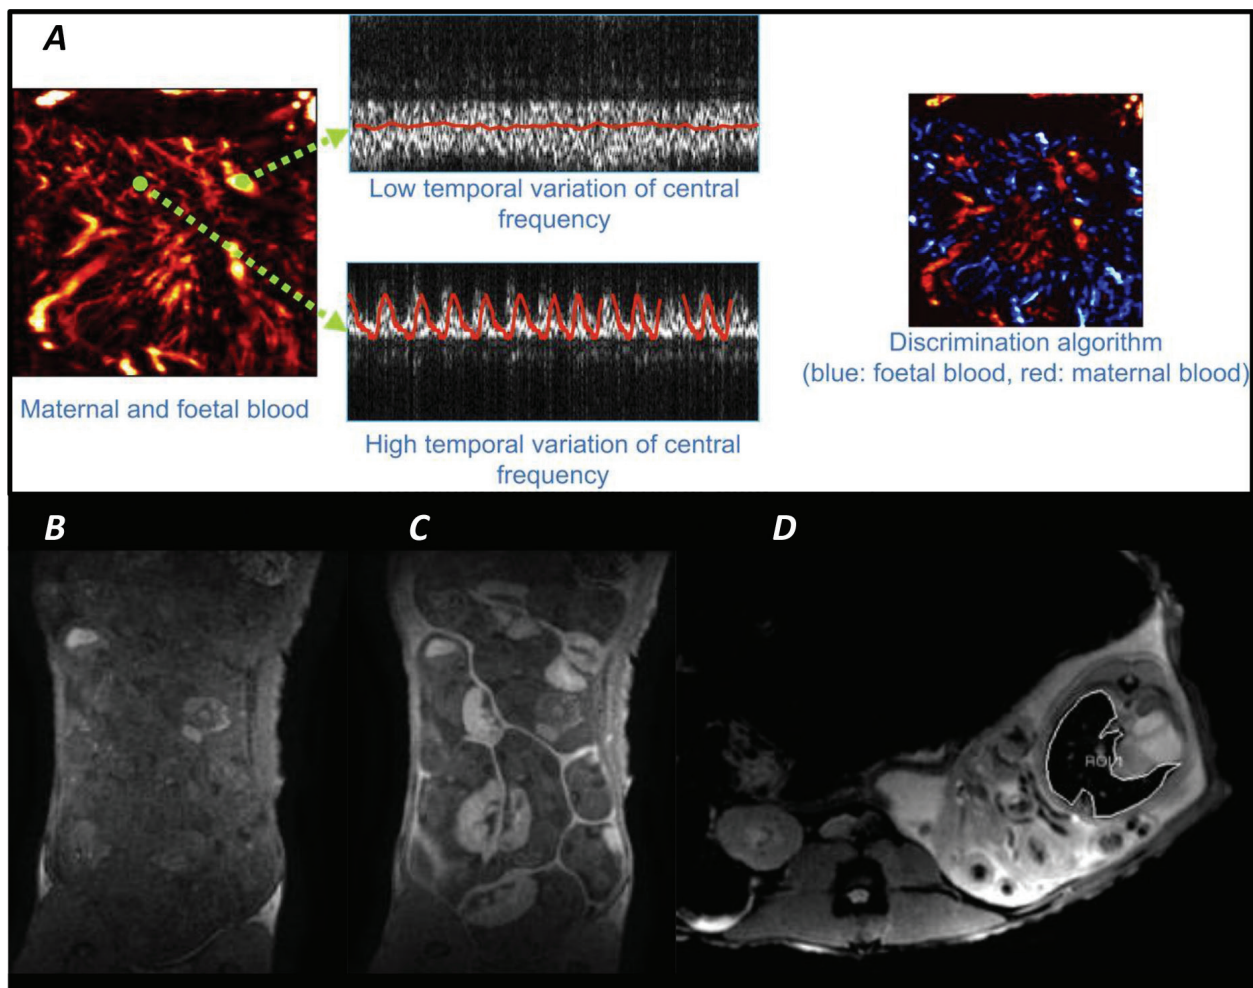 A
Low temporal variation of central
frequency
Maternal and foetal blood
High temporal variation of central
frequency
Discrimination algorithm
(blue: foetal blood, red: maternal blood)
B
C
D
ROI1